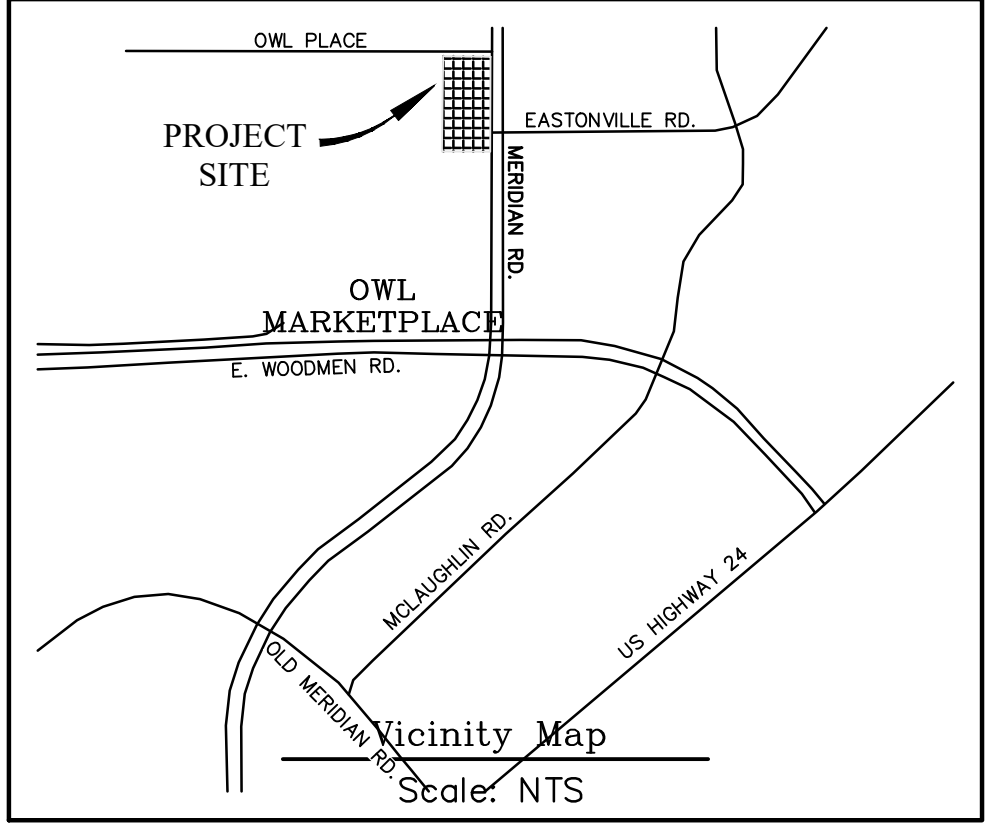 OWL PLACE
EASTONVILLE RD.
PROJECT
SITE
MERIDIAN RD.
OWL
MARKETPLACE
E. WOODMEN RD.
MCLAUGHLIN RD.
US HIGHWAY 24
OLD MERIDIAN RD.
Vicinity Map
Scale: NTS